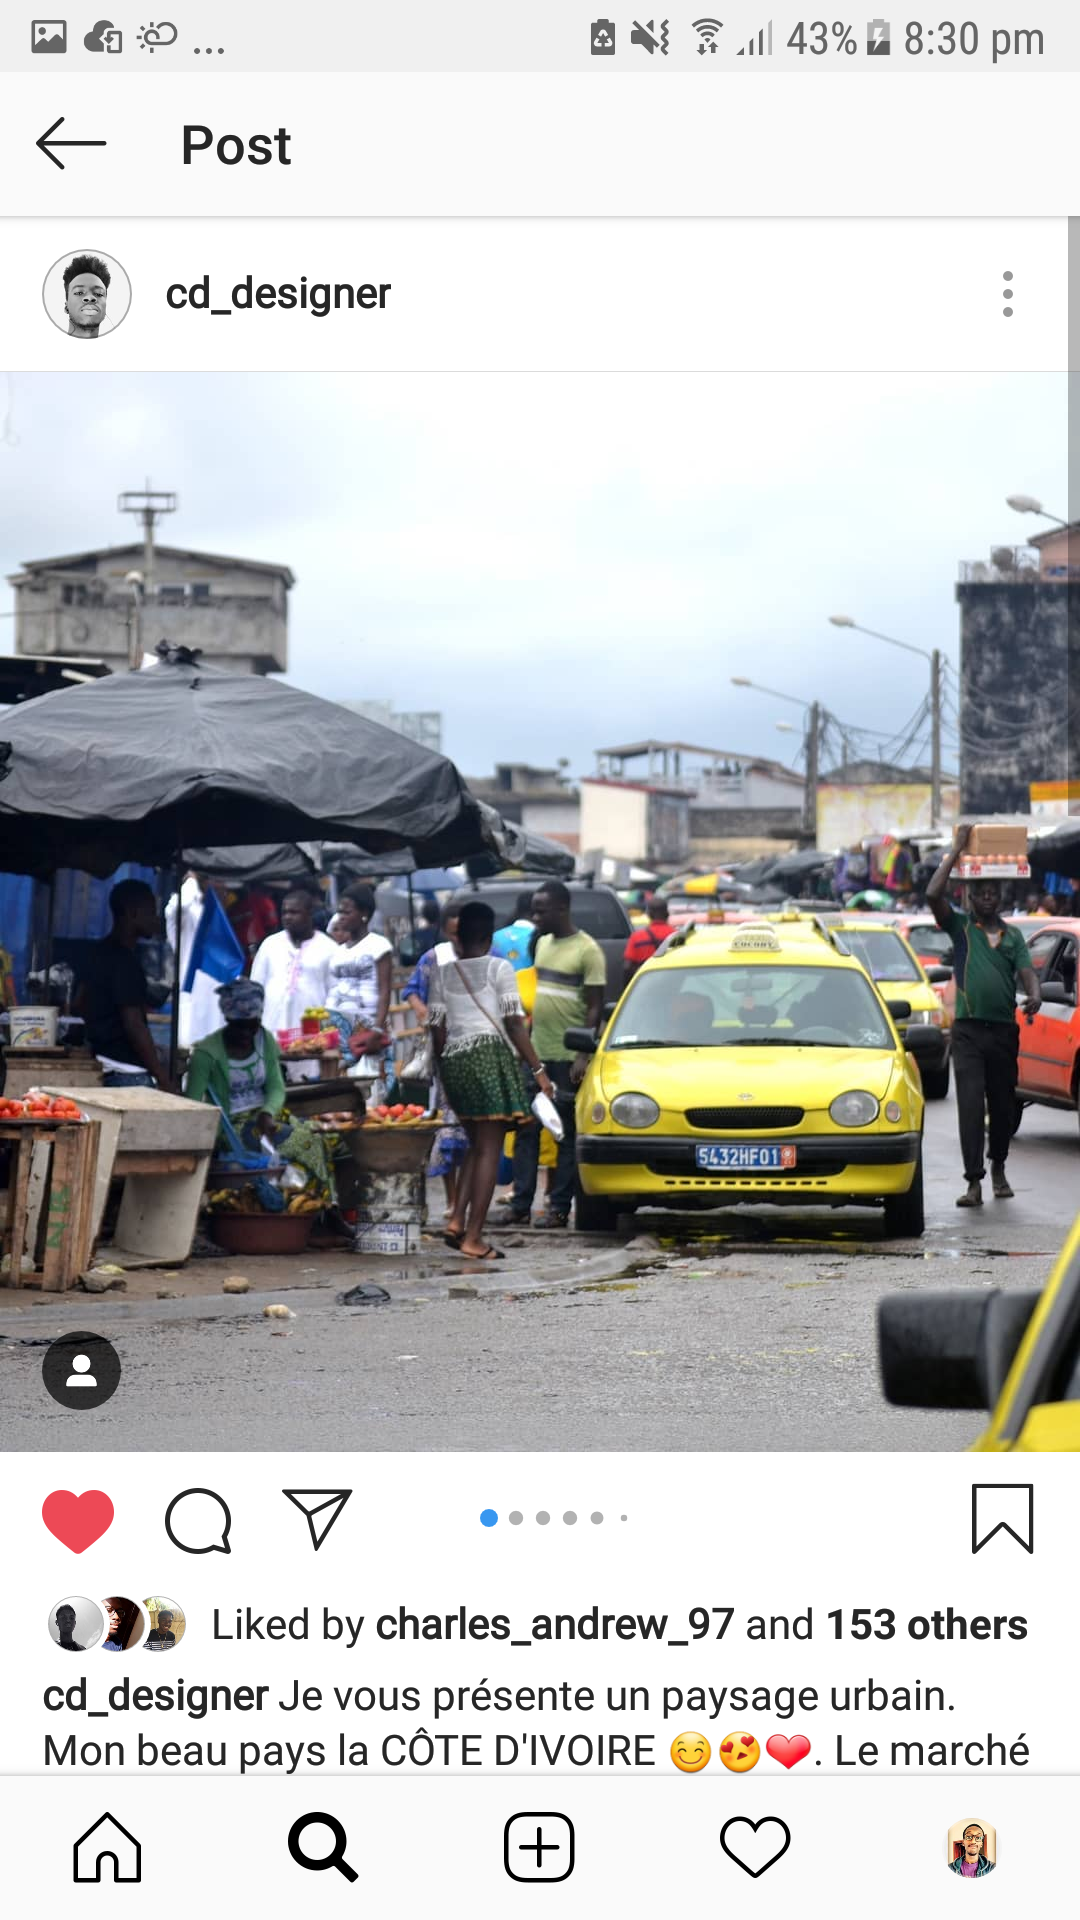 43% 8:30 pm
Post
cd_designer
5432HF01
Liked by charles_andrew_97 and 153 others
cd_designer Je vous présente un paysage urbain.
Mon beau pays la CÔTE D'IVOIRE 😊😍❤. Le marché